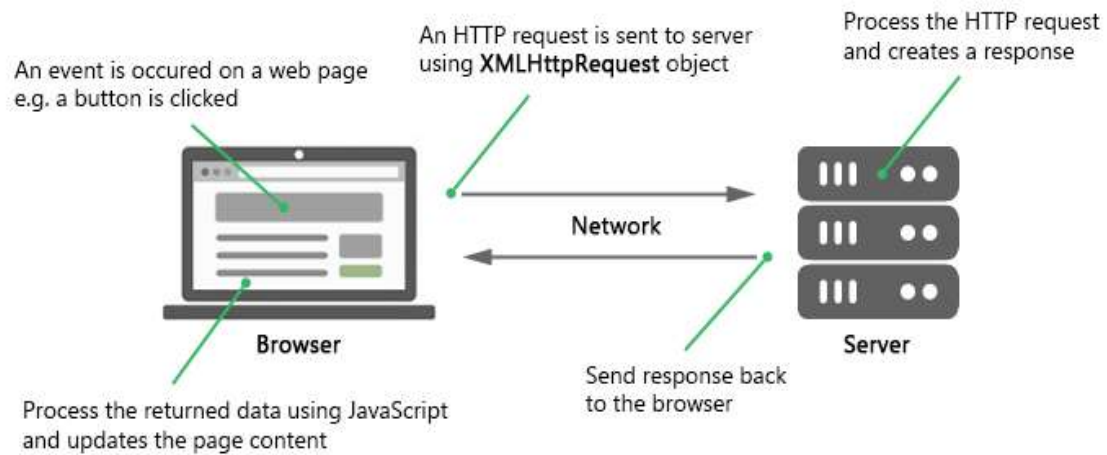 An event is occured on a web page
e.g. a button is clicked
An HTTP request is sent to server
using XMLHttpRequest object
Process the HTTP request
and creates a response
Network
Browser
Server
Send response back
to the browser
Process the returned data using JavaScript
and updates the page content